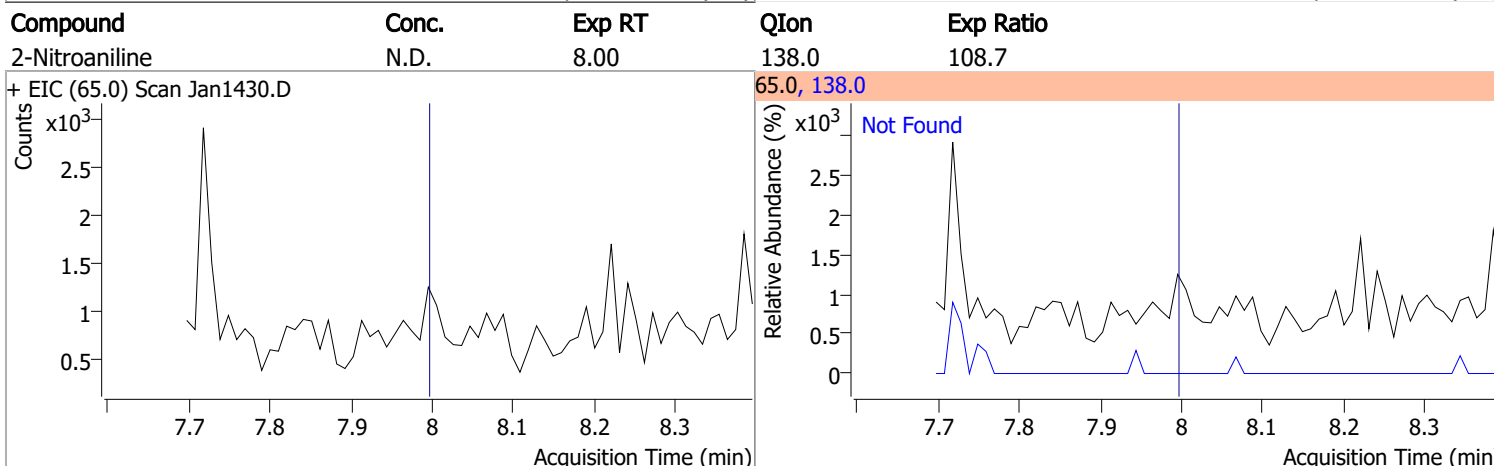 Compound Conc. Exp RT QIon Exp Ratio
2-Nitroaniline N.D. 8.00 138.0 108.7
+ EIC (65.0) Scan Jan1430.D
Counts
x10³
2.5
2
1.5
1
0.5
7.7 7.8 7.9 8 8.1 8.2 8.3
Acquisition Time (min)
65.0, 138.0
Relative Abundance (%)
x10³
Not Found
2.5
2
1.5
1
0.5
0
7.7 7.8 7.9 8 8.1 8.2 8.3
Acquisition Time (min)